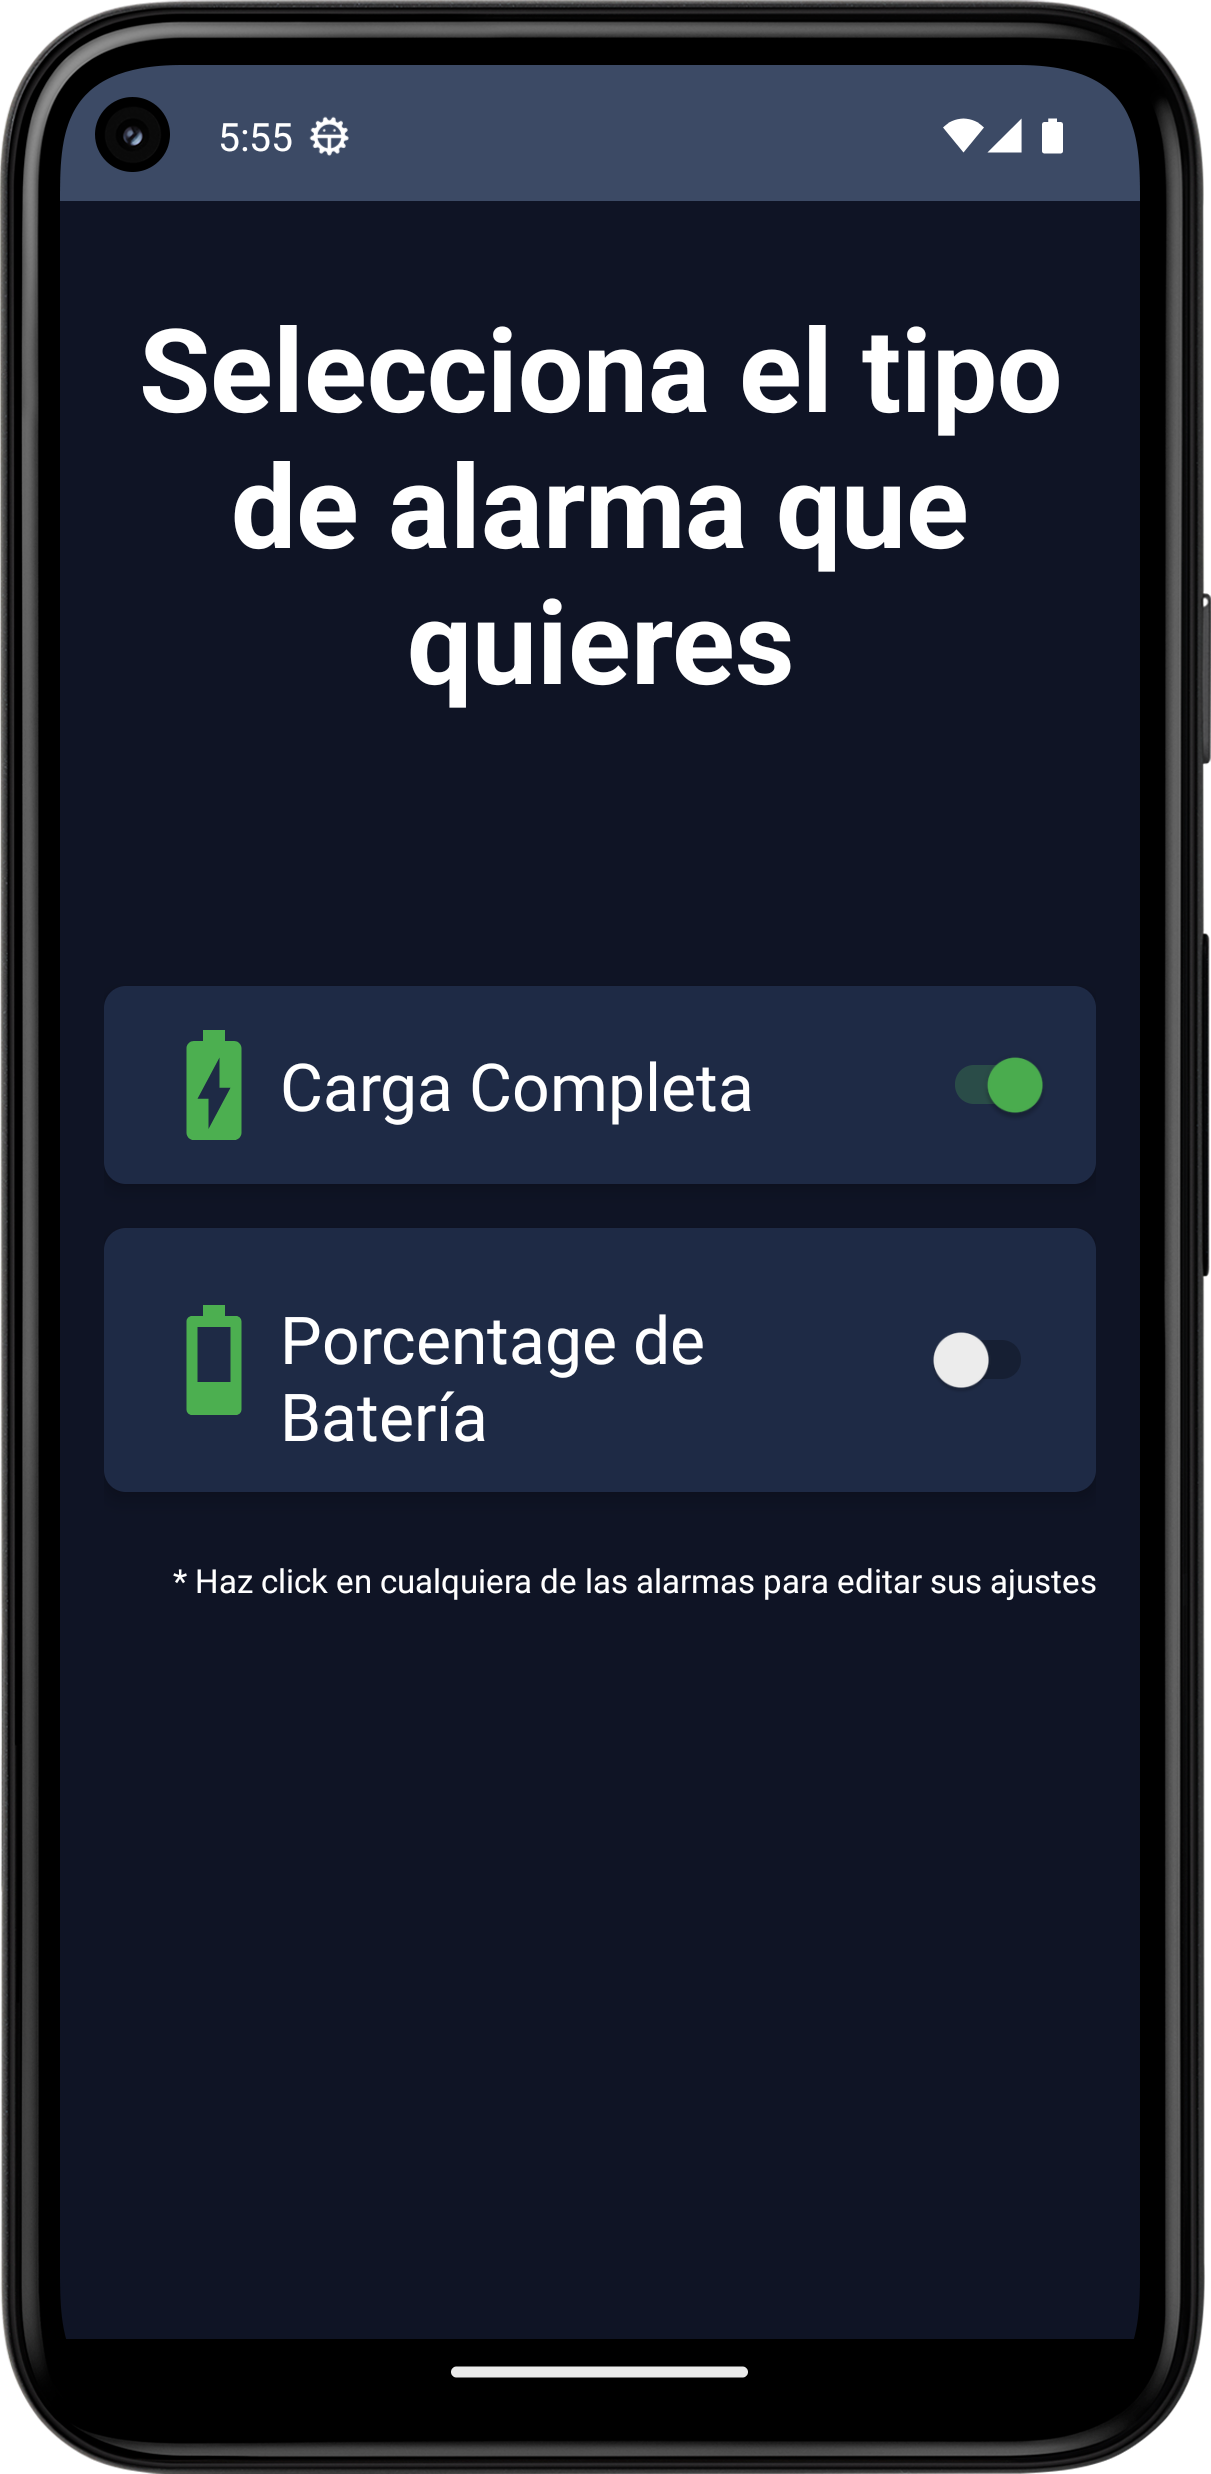 5:55
Selecciona el tipo
de alarma que
quieres
Carga Completa
Porcentage de
Batería
* Haz click en cualquiera de las alarmas para editar sus ajustes